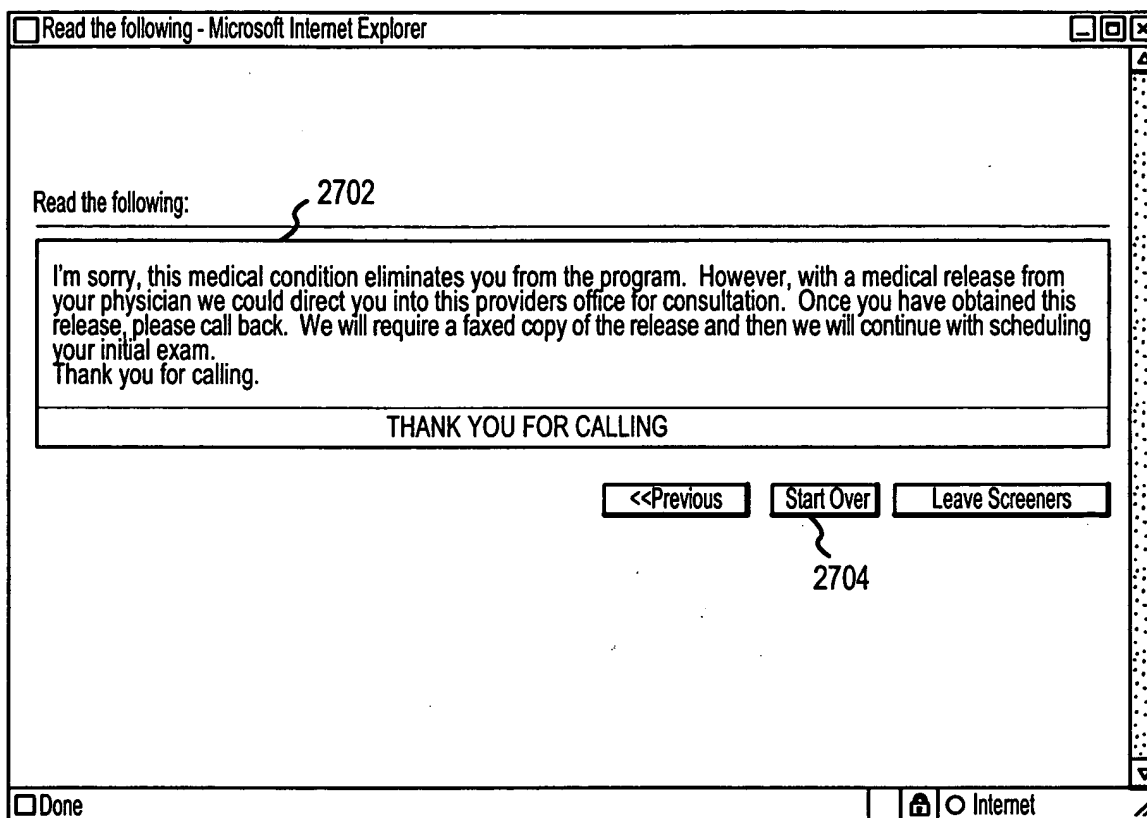 Read the following - Microsoft Internet Explorer
Read the following:
2702
I'm sorry, this medical condition eliminates you from the program. However, with a medical release from
your physician we could direct you into this providers office for consultation. Once you have obtained this
release, please call back. We will require a faxed copy of the release and then we will continue with scheduling
your initial exam.
Thank you for calling.
THANK YOU FOR CALLING
<<Previous
Start Over
Leave Screeners
2704
Done
Internet